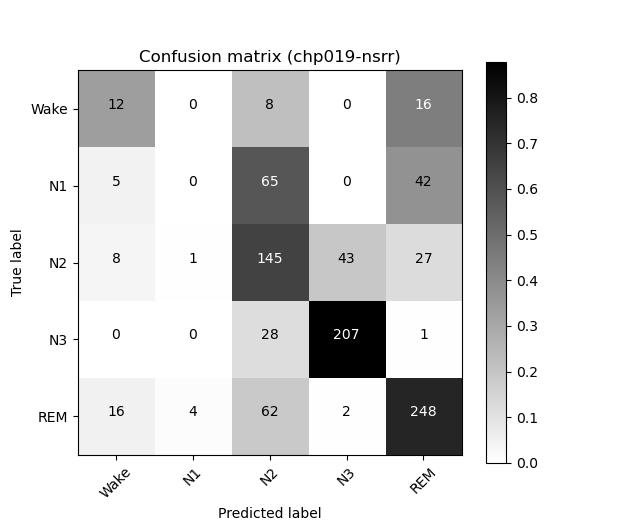 Confusion matrix (chp019-nsrr)
Wake 12 0 8 0 16
N1 5 0 65 0 42
N2 8 1 145 43 27
N3 0 0 28 207 1
REM 16 4 62 2 248
Wake N1 N2 N3 REM
True label
Predicted label
0.8
0.7
0.6
0.5
0.4
0.3
0.2
0.1
0.0